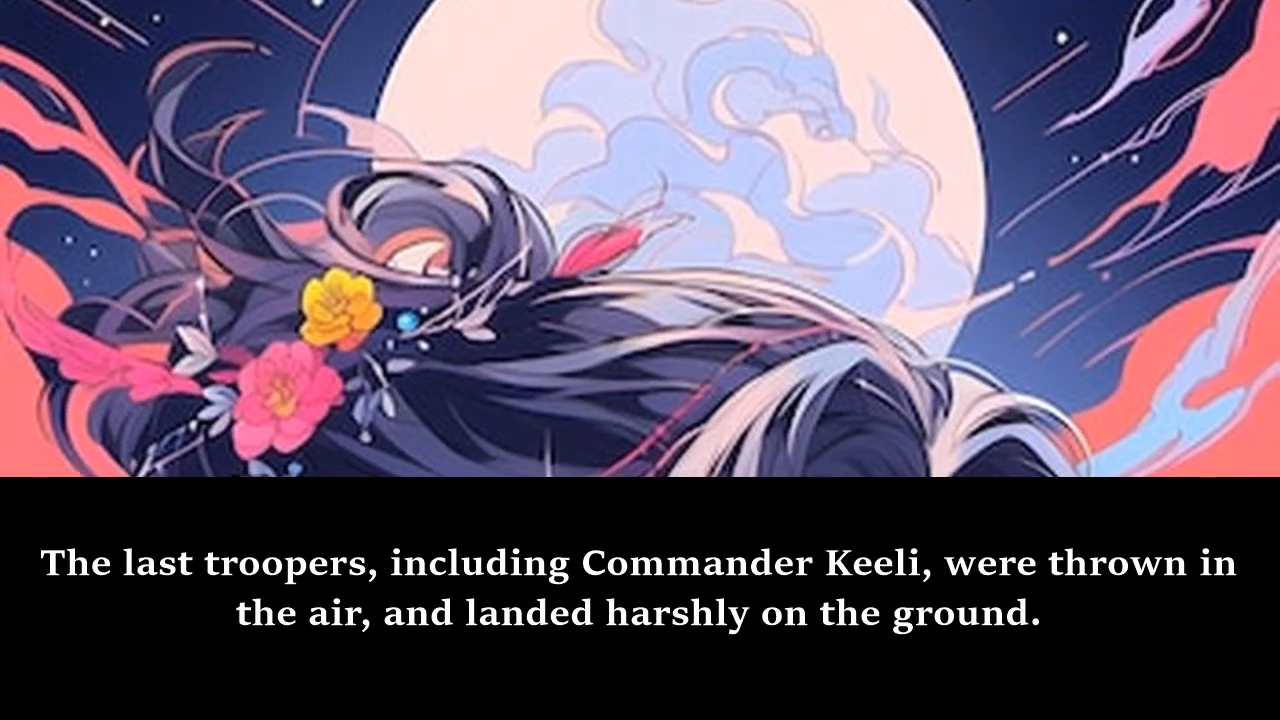 The last troopers, including Commander Keeli, were thrown in
the air, and landed harshly on the ground.